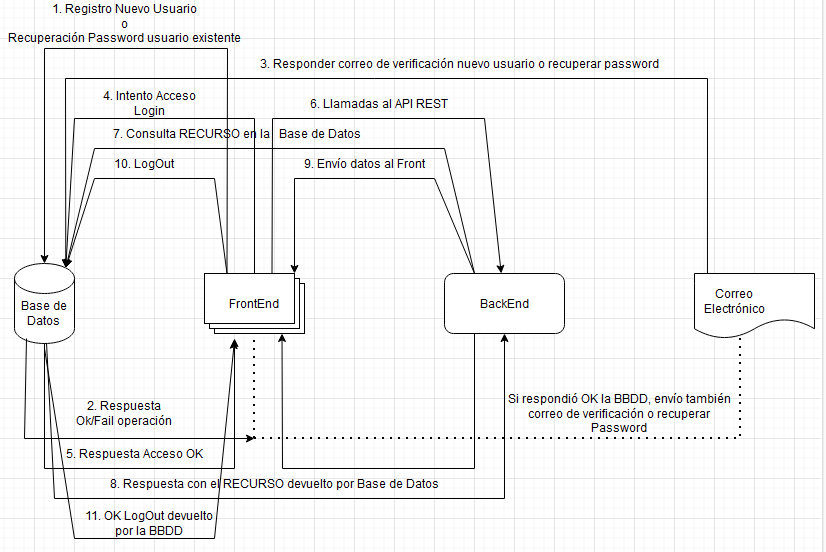 1. Registro Nuevo Usuario
o
Recuperación Password usuario existente
3. Responder correo de verificación nuevo usuario o recuperar password
4. Intento Acceso
Login
6. Llamadas al API REST
7. Consulta RECURSO en la Base de Datos
10. LogOut
9. Envío datos al Front
Base de
Datos
FrontEnd
BackEnd
Correo
Electrónico
2. Respuesta
Ok/Fail operación
Si respondió OK la BBDD, envío también
correo de verificación o recuperar
Password
5. Respuesta Acceso OK
8. Respuesta con el RECURSO devuelto por Base de Datos
11. OK LogOut devuelto
por la BBDD